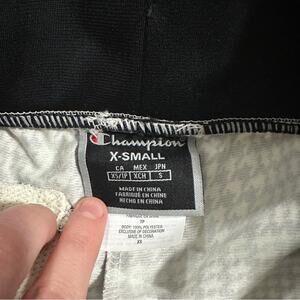 Champion
X-SMALL
CA MEX JPN
XS/TP XCH S
MADE IN CHINA
FABRIQUÉ EN CHINE
HECHO EN CHINA
TP
BODY: 100% POLYESTER
EXCLUSIVE OF DECORATION
MADE IN CHINA
XS